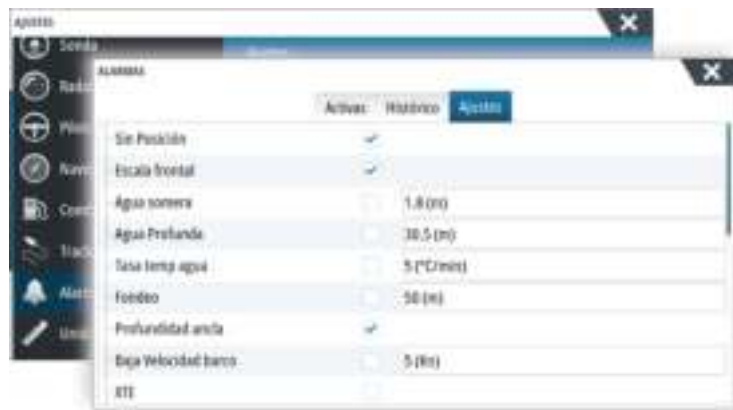 AJUSTES
Sonda
ALARMAS
Activas Histórico Ajustes
Sin Posición
Escala frontal
Agua somera 1.8 (m)
Agua Profunda 30.5 (m)
Tasa temp agua 5 (°C/min)
Fondeo 50 (m)
Profundidad ancla
Baja Velocidad barco 5 (Kn)
XTE